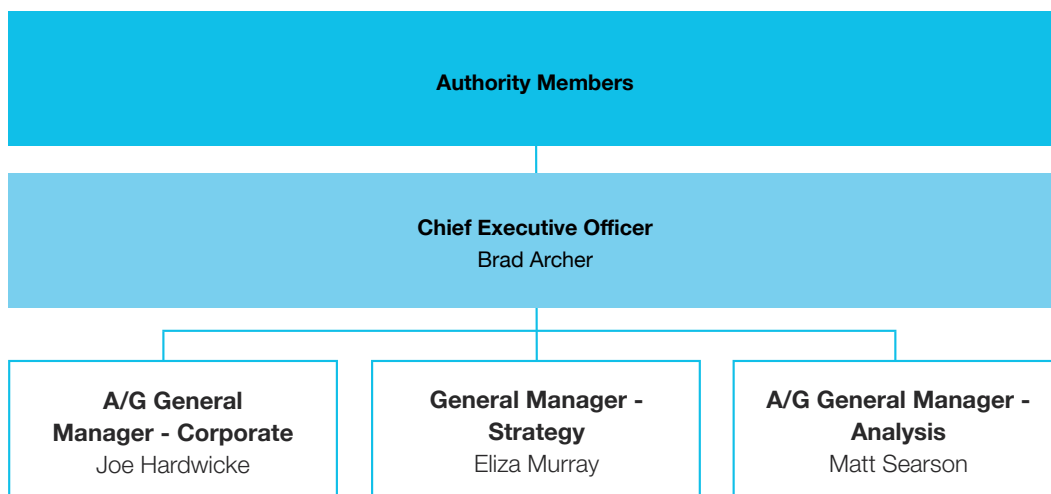 Authority Members
Chief Executive Officer
Brad Archer
A/G General
Manager - Corporate
Joe Hardwicke
General Manager -
Strategy
Eliza Murray
A/G General Manager -
Analysis
Matt Searson